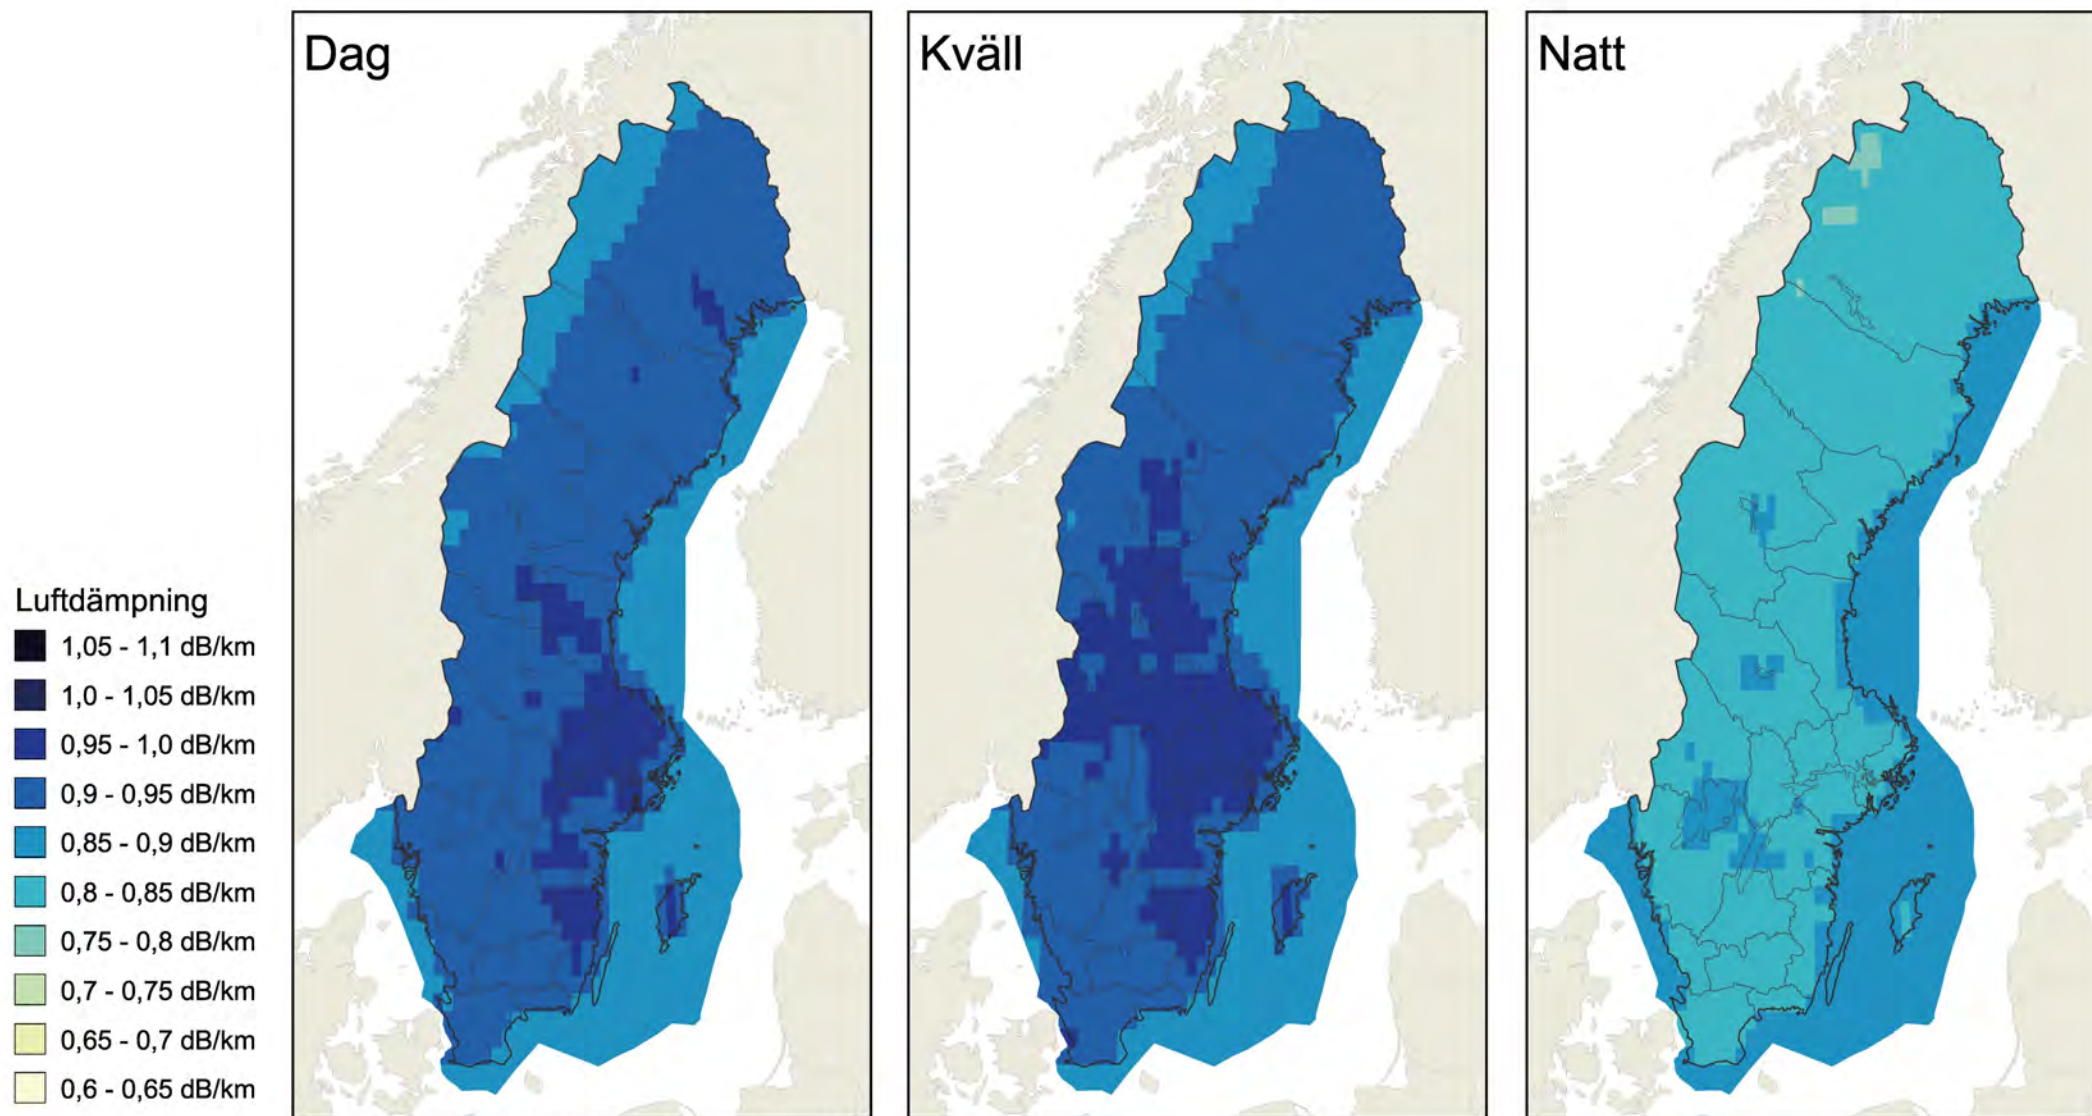 Dag
Kväll
Natt
Luftdämpning
1,05 - 1,1 dB/km
1,0 - 1,05 dB/km
0,95 - 1,0 dB/km
0,9 - 0,95 dB/km
0,85 - 0,9 dB/km
0,8 - 0,85 dB/km
0,75 - 0,8 dB/km
0,7 - 0,75 dB/km
0,65 - 0,7 dB/km
0,6 - 0,65 dB/km